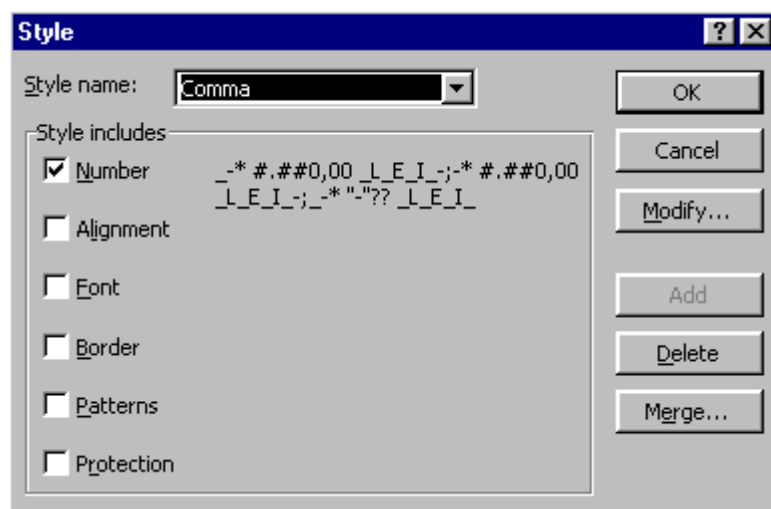 Style
Style name: Comma
OK
Style includes
Number _-* #.##0,00 _L_E_I_-;-* #.##0,00
_L_E_I_-;_-* "-"?? _L_E_I_
Cancel
Alignment
Modify...
Font
Add
Border
Delete
Patterns
Merge...
Protection